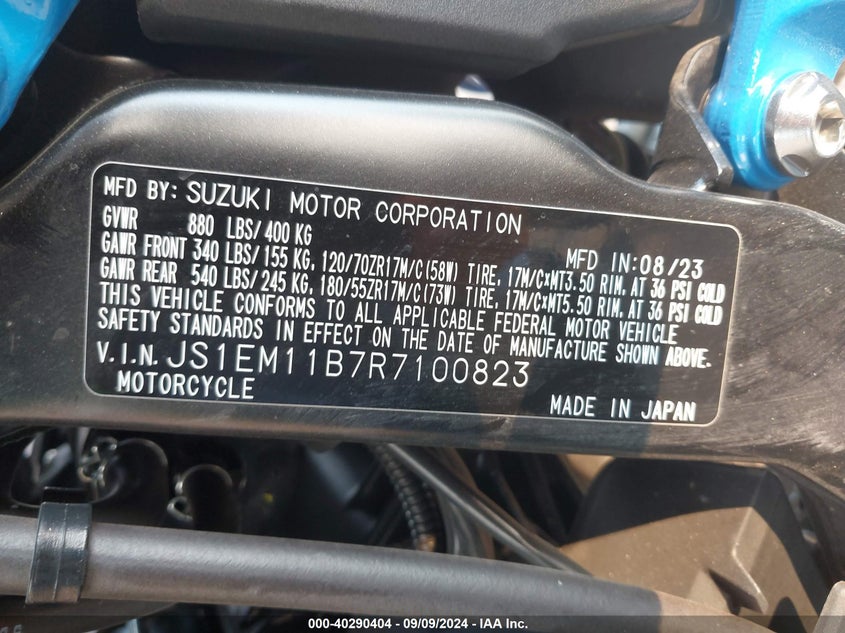 MFD BY: SUZUKI MOTOR CORPORATION
GVWR 880 LBS/400 KG MFD IN:08/23
GAWR FRONT 340 LBS/155 KG, 120/70ZR17M/C(58W) TIRE, 17M/CxMT3.50 RIM, AT 36 PSI COLD
GAWR REAR 540 LBS/245 KG, 180/55ZR17M/C(73W) TIRE, 17M/CxMT5.50 RIM, AT 36 PSI COLD
THIS VEHICLE CONFORMS TO ALL APPLICABLE FEDERAL MOTOR VEHICLE
SAFETY STANDARDS IN EFFECT ON THE DATE OF MANUFACTURE SHOWN ABOVE.
V.I.N. JS1EM11B7R7100823
MOTORCYCLE MADE IN JAPAN
000-40290404 - 09/09/2024 - IAA Inc.